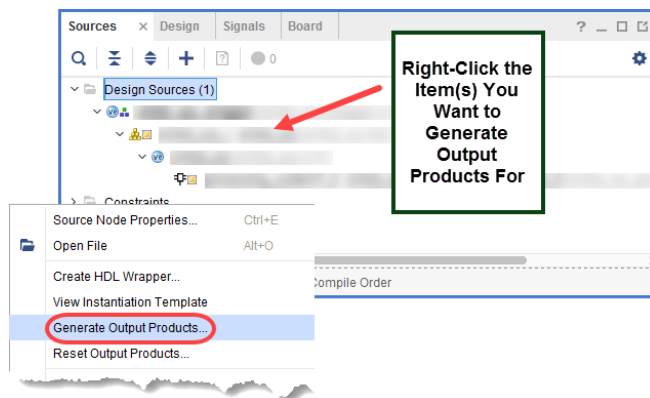 Sources × Design Signals Board ? _
? 0
Design Sources (1)
Right-Click the
Item(s) You
Want to
Generate
Output
Products For
Constraints
Source Node Properties... Ctrl+E
Open File Alt+O
Create HDL Wrapper...
View Instantiation Template
Generate Output Products...
Reset Output Products...
Compile Order